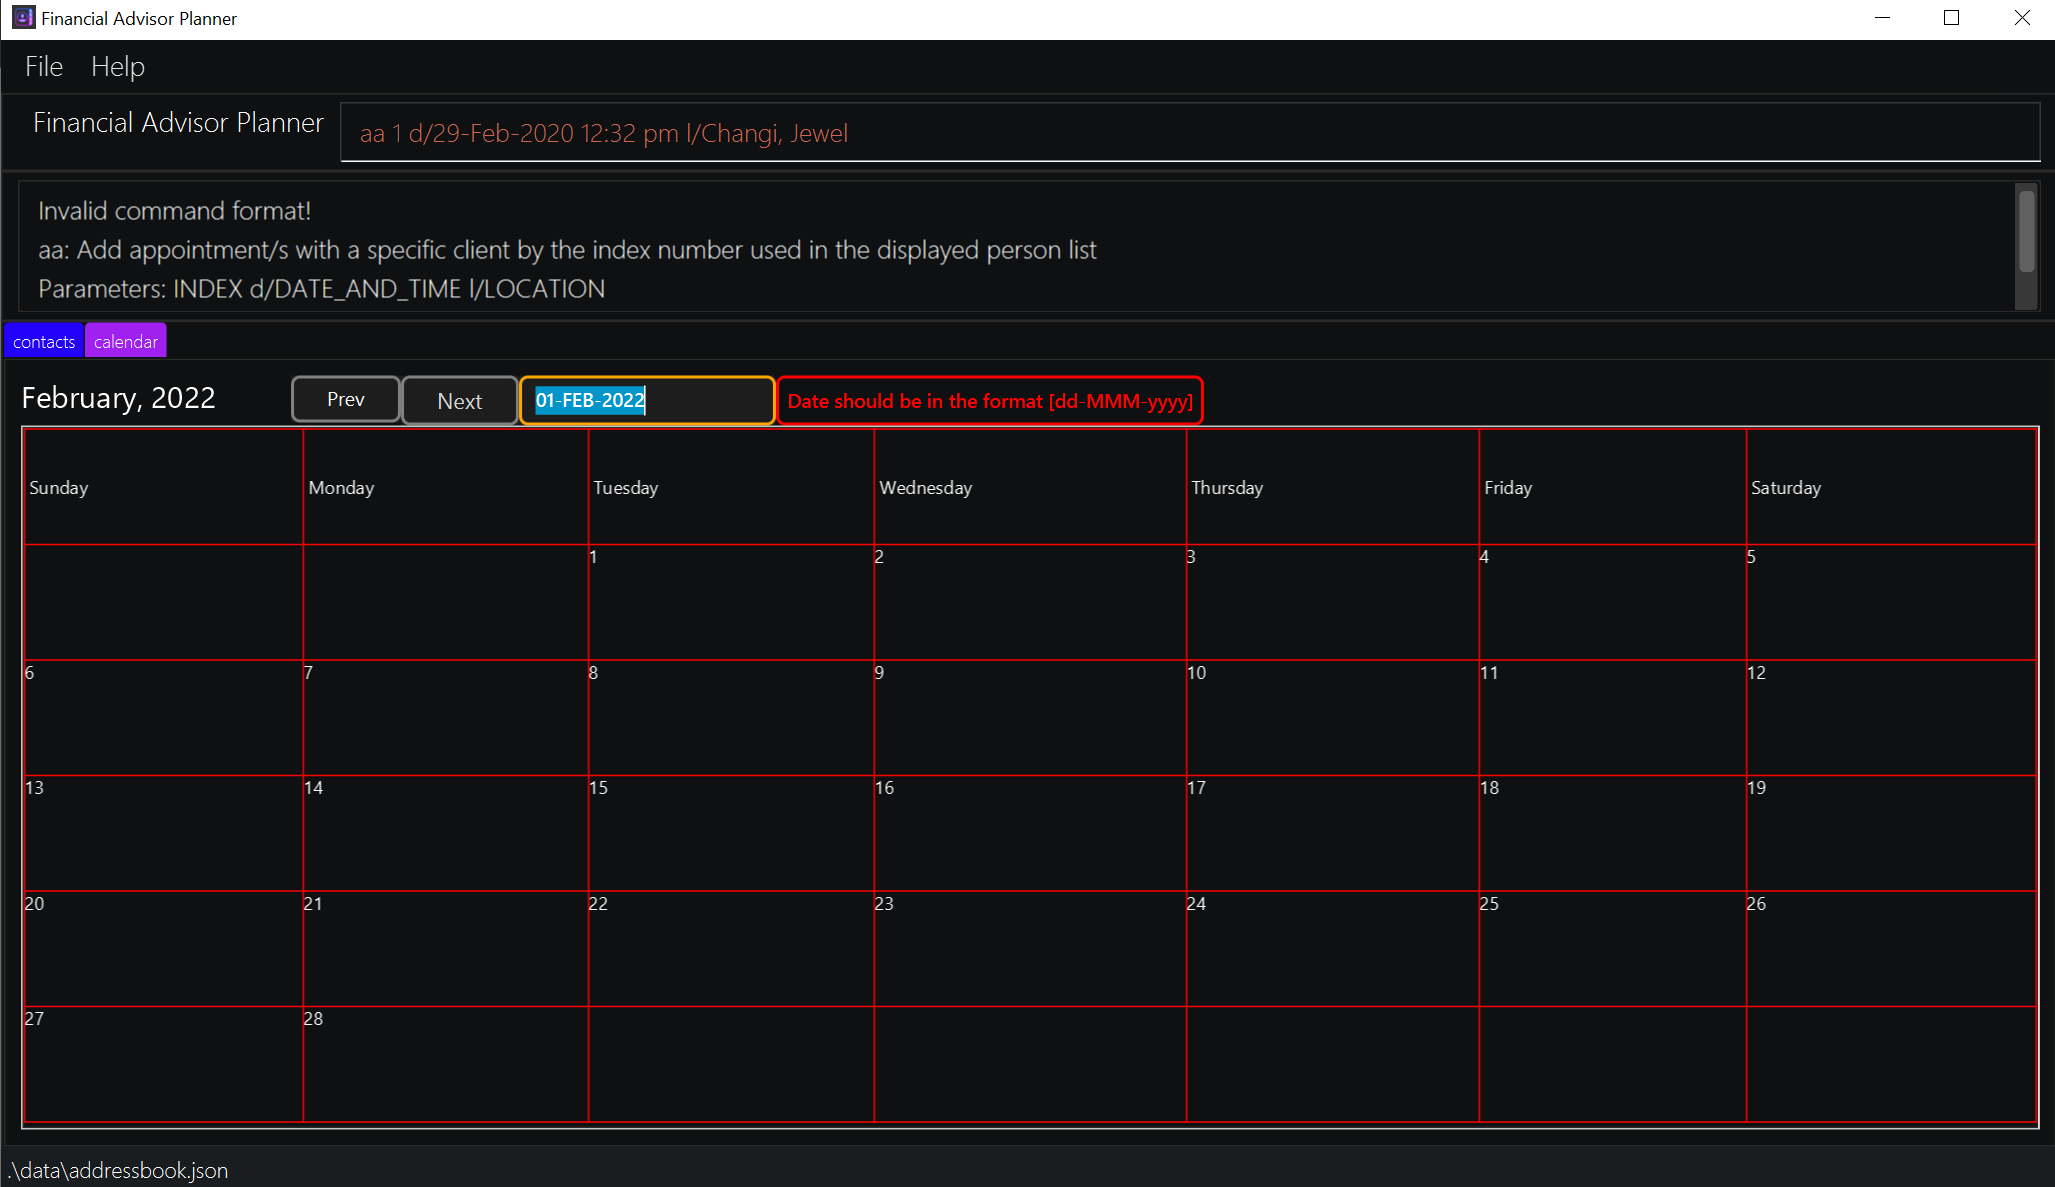 Financial Advisor Planner
File Help
Financial Advisor Planner aa 1 d/29-Feb-2020 12:32 pm l/Changi, Jewel
Invalid command format!
aa: Add appointment/s with a specific client by the index number used in the displayed person list
Parameters: INDEX d/DATE_AND_TIME l/LOCATION
contacts calendar
February, 2022 Prev Next 01-FEB-2022 Date should be in the format [dd-MMM-yyyy]
Sunday Monday Tuesday Wednesday Thursday Friday Saturday
1 2 3 4 5
6 7 8 9 10 11 12
13 14 15 16 17 18 19
20 21 22 23 24 25 26
27 28
.\data\addressbook.json